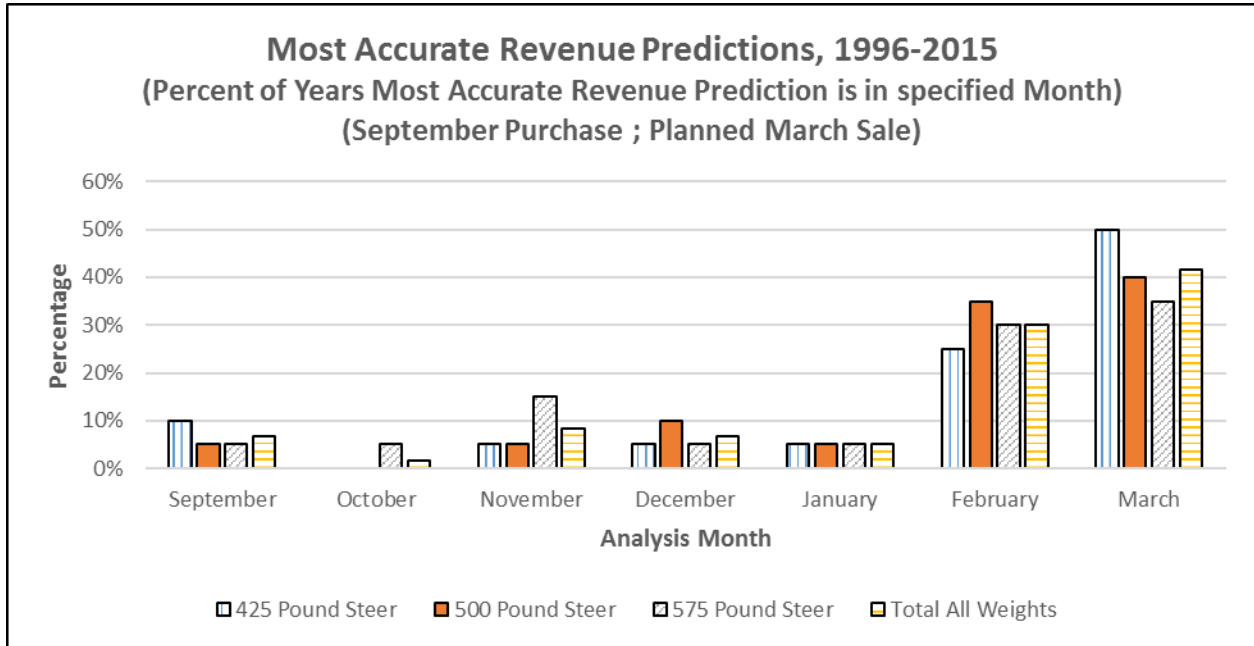 Most Accurate Revenue Predictions, 1996-2015
(Percent of Years Most Accurate Revenue Prediction is in specified Month)
(September Purchase ; Planned March Sale)
60%
50%
40%
30%
20%
10%
0%
Percentage
September October November December January February March
Analysis Month
425 Pound Steer 500 Pound Steer 575 Pound Steer Total All Weights